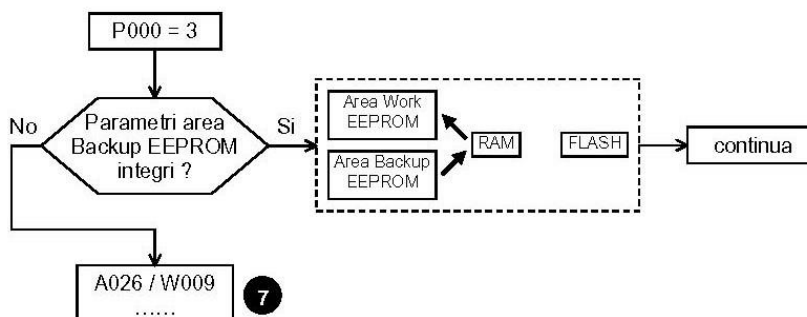 P000 = 3
No
Parametri area
Backup EEPROM
integri ?
Si
Area Work
EEPROM
Area Backup
EEPROM
RAM
FLASH
continua
A026 / W009
......
7